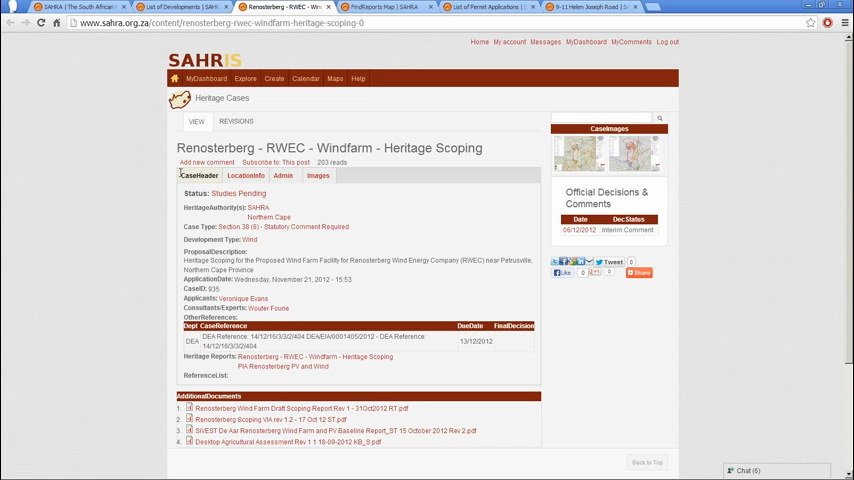 SAHRA | The South African
List of Developments | SAHRA
Renosterberg - RWEC - Win
FindReports Map | SAHRA
List of Permit Applications |
9-11 Helen Joseph Road | S
www.sahra.org.za/content/renosterberg-rwec-windfarm-heritage-scoping-0
Home My account Messages MyDashboard MyComments Log out
SAHRIS
MyDashboard Explore Create Calendar Maps Help
Heritage Cases
VIEW REVISIONS
Renosterberg - RWEC - Windfarm - Heritage Scoping
Add new comment Subscribe to: This post 203 reads
CaseHeader LocationInfo Admin Images
Status: Studies Pending
HeritageAuthority(s): SAHRA
Northern Cape
Case Type: Section 38 (8) - Statutory Comment Required
Development Type: Wind
ProposalDescription:
Heritage Scoping for the Proposed Wind Farm Facility for Renosterberg Wind Energy Company (RWEC) near Petrusville,
Northern Cape Province
ApplicationDate: Wednesday, November 21, 2012 - 15:53
CaseID: 935
Applicants: Veronique Evans
Consultants/Experts: Wouter Fourie
OtherReferences:
Dept CaseReference DueDate FinalDecision
DEA DEA Reference: 14/12/16/3/3/2/404 DEA/EIA/0001405/2012 - DEA Reference:
14/12/16/3/3/2/404 13/12/2012
Heritage Reports: Renosterberg - RWEC - Windfarm - Heritage Scoping
PIA Renosterberg PV and Wind
ReferenceList:
AdditionalDocuments
1. Renosterberg Wind Farm Draft Scoping Report Rev 1 - 31Oct2012 RT.pdf
2. Renosterberg Scoping VIA rev 1.2 - 17 Oct 12 ST.pdf
3. SiVEST De Aar Renosterberg Wind Farm and PV Baseline Report_ST 15 October 2012 Rev 2.pdf
4. Desktop Agricultural Assessment Rev 1 1 18-09-2012 KB_S.pdf
CaseImages
Official Decisions &
Comments
Date DecStatus
06/12/2012 Interim Comment
Tweet 0
Like 0 +1 0 Share
Back to Top
Chat (6)